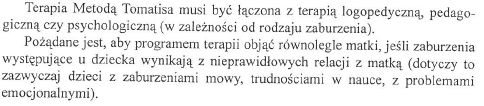 Terapia Metodą Tomatisa musi być łączona z terapią logopedyczną, pedago-
giczną czy psychologiczną (w zależności od rodzaju zaburzenia).
Pożądane jest, aby programem terapii objąć równolegle matki, jeśli zaburzenia
występujące u dziecka wynikają z nieprawidłowych relacji z matką (dotyczy to
zazwyczaj dzieci z zaburzeniami mowy, trudnościami w nauce, z problemami
emocjonalnymi).